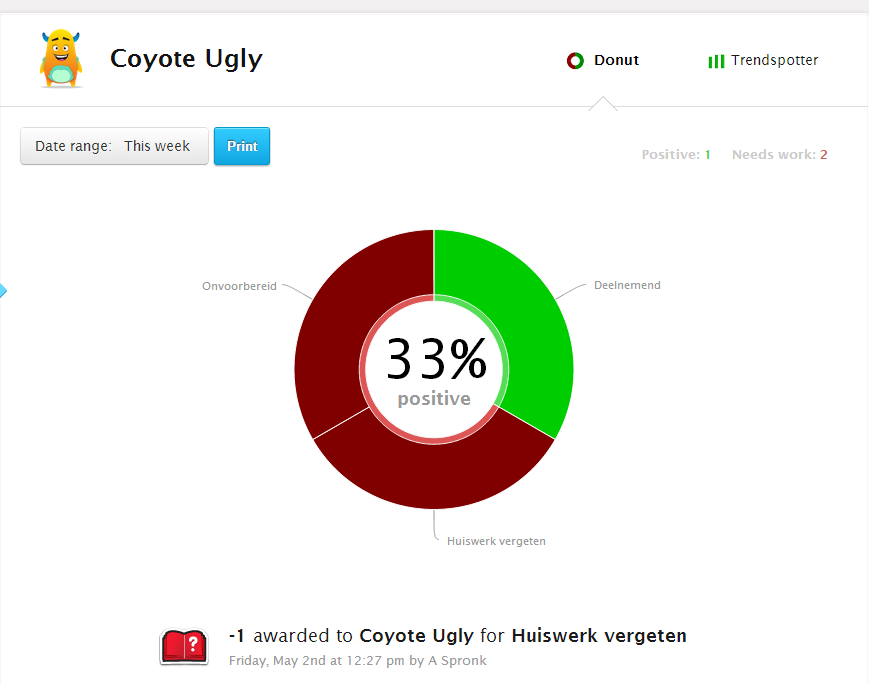 Coyote Ugly
Donut
Trendspotter
Date range: This week
Print
Positive: 1 Needs work: 2
Onvoorbereid
Deelnemend
33%
positive
Huiswerk vergeten
?
-1 awarded to Coyote Ugly for Huiswerk vergeten
Friday, May 2nd at 12:27 pm by A Spronk